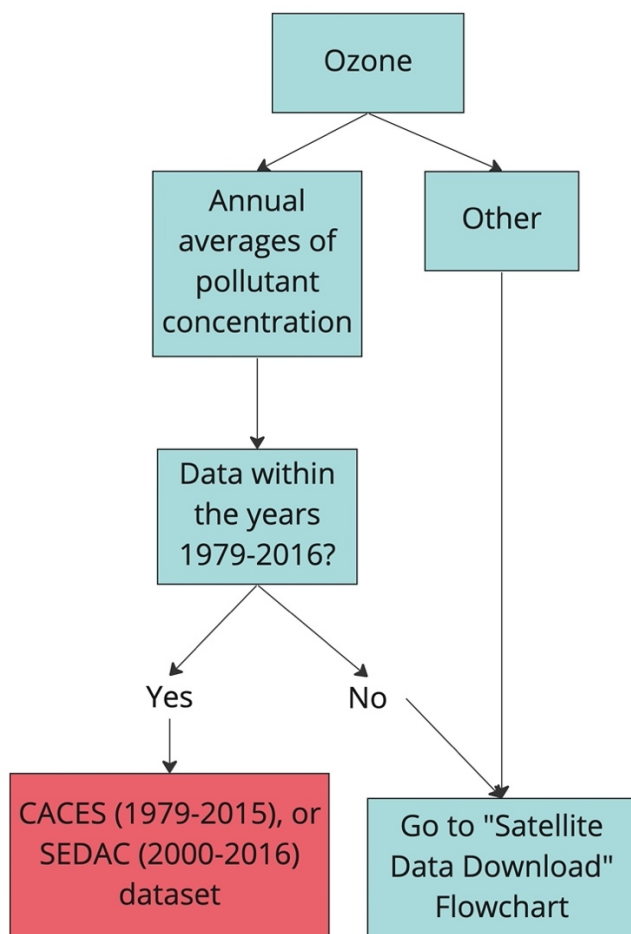 Ozone
Annual
averages of
pollutant
concentration
Other
Data within
the years
1979-2016?
Yes
No
CACES (1979-2015), or
SEDAC (2000-2016)
dataset
Go to "Satellite
Data Download"
Flowchart